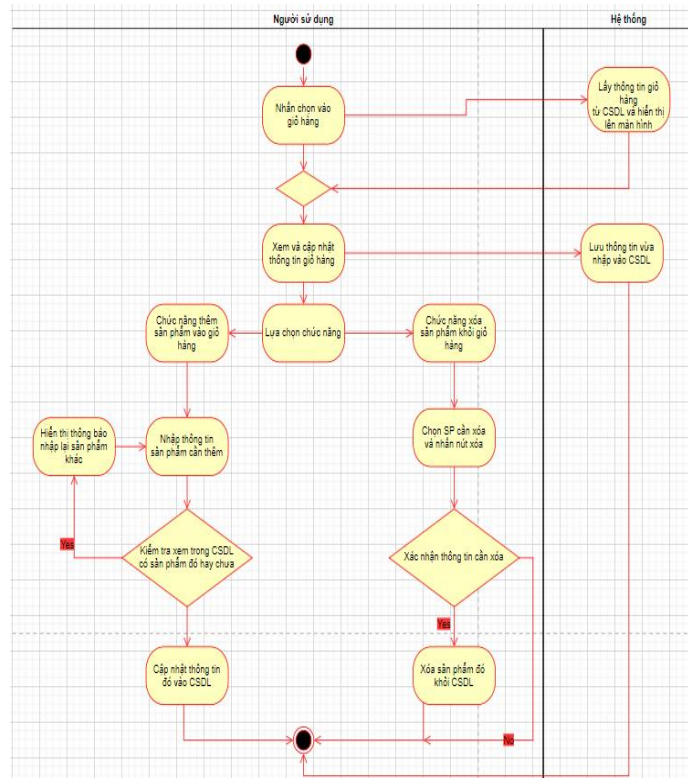 Người sử dụng
Hệ thống
Nhấn chọn vào
giỏ hàng
Lấy thông tin giỏ
hàng
từ CSDL và hiển thị
lên màn hình
Xem và cập nhật
thông tin giỏ hàng
Lưu thông tin vừa
nhập vào CSDL
Chức năng thêm
sản phẩm vào giỏ
hàng
Lựa chọn chức năng
Chức năng xóa
sản phẩm khỏi giỏ
hàng
Hiển thị thông báo
nhập lại sản phẩm
khác
Nhập thông tin
sản phẩm cần thêm
Chọn SP cần xóa
và nhấn nút xóa
Yes
Kiểm tra xem trong CSDL
có sản phẩm đó hay chưa
Xác nhận thông tin cần xóa
Yes
Cập nhật thông tin
đó vào CSDL
Xóa sản phẩm đó
khỏi CSDL
No